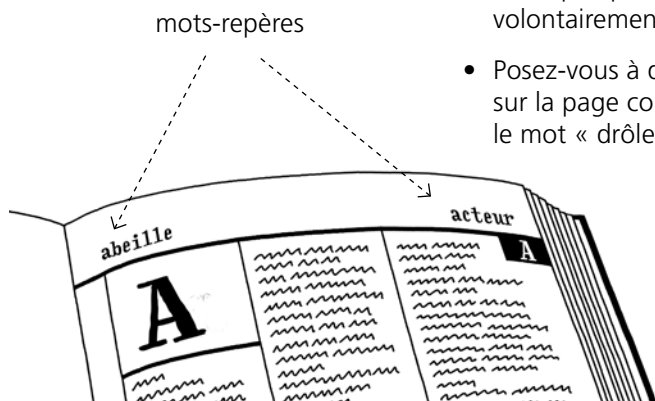 mots-repères
volontairemen
• Posez-vous à
sur la page co
le mot « drôle
abeille
acteur
A
A